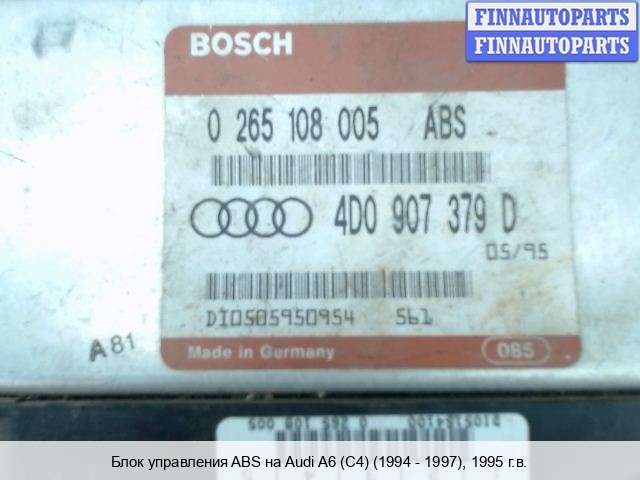 FINNAUTOPARTS
FINNAUTOPARTS
BOSCH
0 265 108 005 ABS
4D0 907 379 D
05/95
DI0505950954 561
A81
Made in Germany
085
Блок управления ABS на Audi A6 (C4) (1994 - 1997), 1995 г.в.